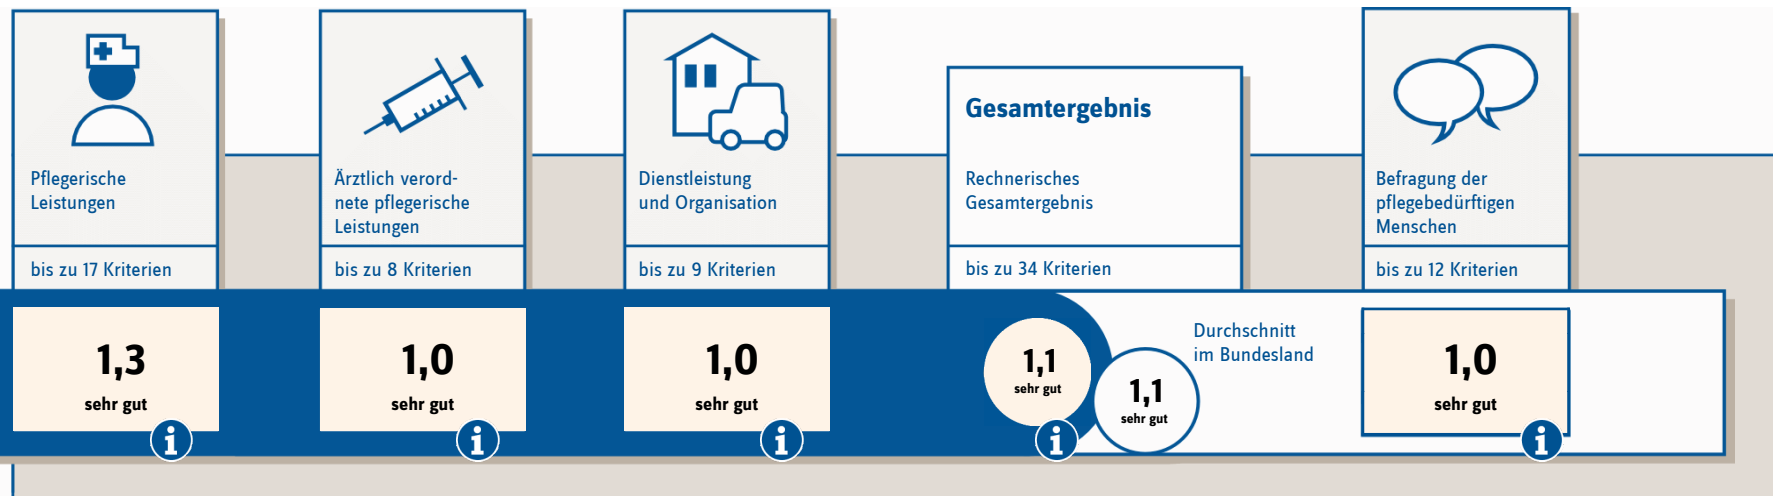 Pflegerische
Leistungen
bis zu 17 Kriterien
1,3
sehr gut
i
Ärztlich verord-
nete pflegerische
Leistungen
bis zu 8 Kriterien
1,0
sehr gut
i
Dienstleistung
und Organisation
bis zu 9 Kriterien
1,0
sehr gut
i
Gesamtergebnis
Rechnerisches
Gesamtergebnis
bis zu 34 Kriterien
1,1
sehr gut
i
Durchschnitt
im Bundesland
1,1
sehr gut
Befragung der
pflegebedürftigen
Menschen
bis zu 12 Kriterien
1,0
sehr gut
i